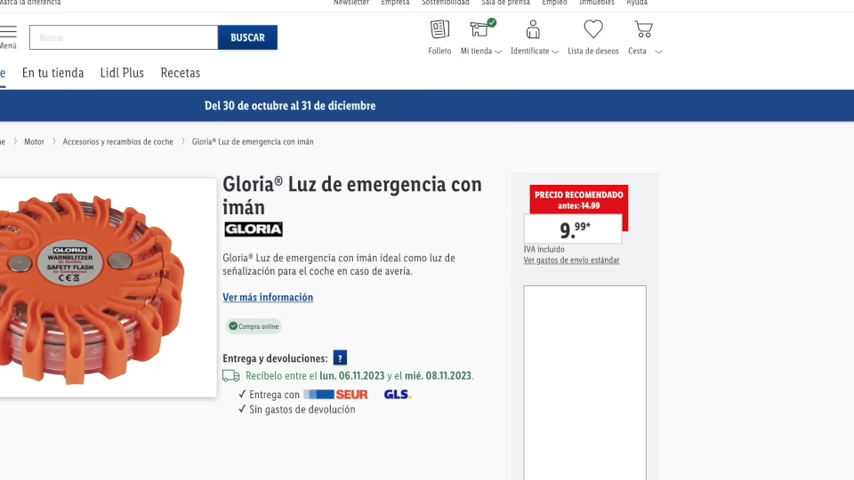 Marca la diferencia
Newsletter Empresa Sostenibilidad Sala de prensa Empleo Inmuebles Ayuda
Menú
Buscar
BUSCAR
Folleto Mi tienda Identifícate Lista de deseos Cesta
e En tu tienda Lidl Plus Recetas
Del 30 de octubre al 31 de diciembre
ne Motor Accesorios y recambios de coche Gloria® Luz de emergencia con imán
GLORIA
WARNBLITZER
SAFETY FLASH
CE
Gloria® Luz de emergencia con
imán
GLORIA
Gloria® Luz de emergencia con imán ideal como luz de
señalización para el coche en caso de avería.
Ver más información
Compra online
Entrega y devoluciones: ?
Recíbelo entre el lun. 06.11.2023 y el mié. 08.11.2023.
✓ Entrega con SEUR GLS.
✓ Sin gastos de devolución
PRECIO RECOMENDADO
antes: 14.99
9.99*
IVA incluido
Ver gastos de envío estándar